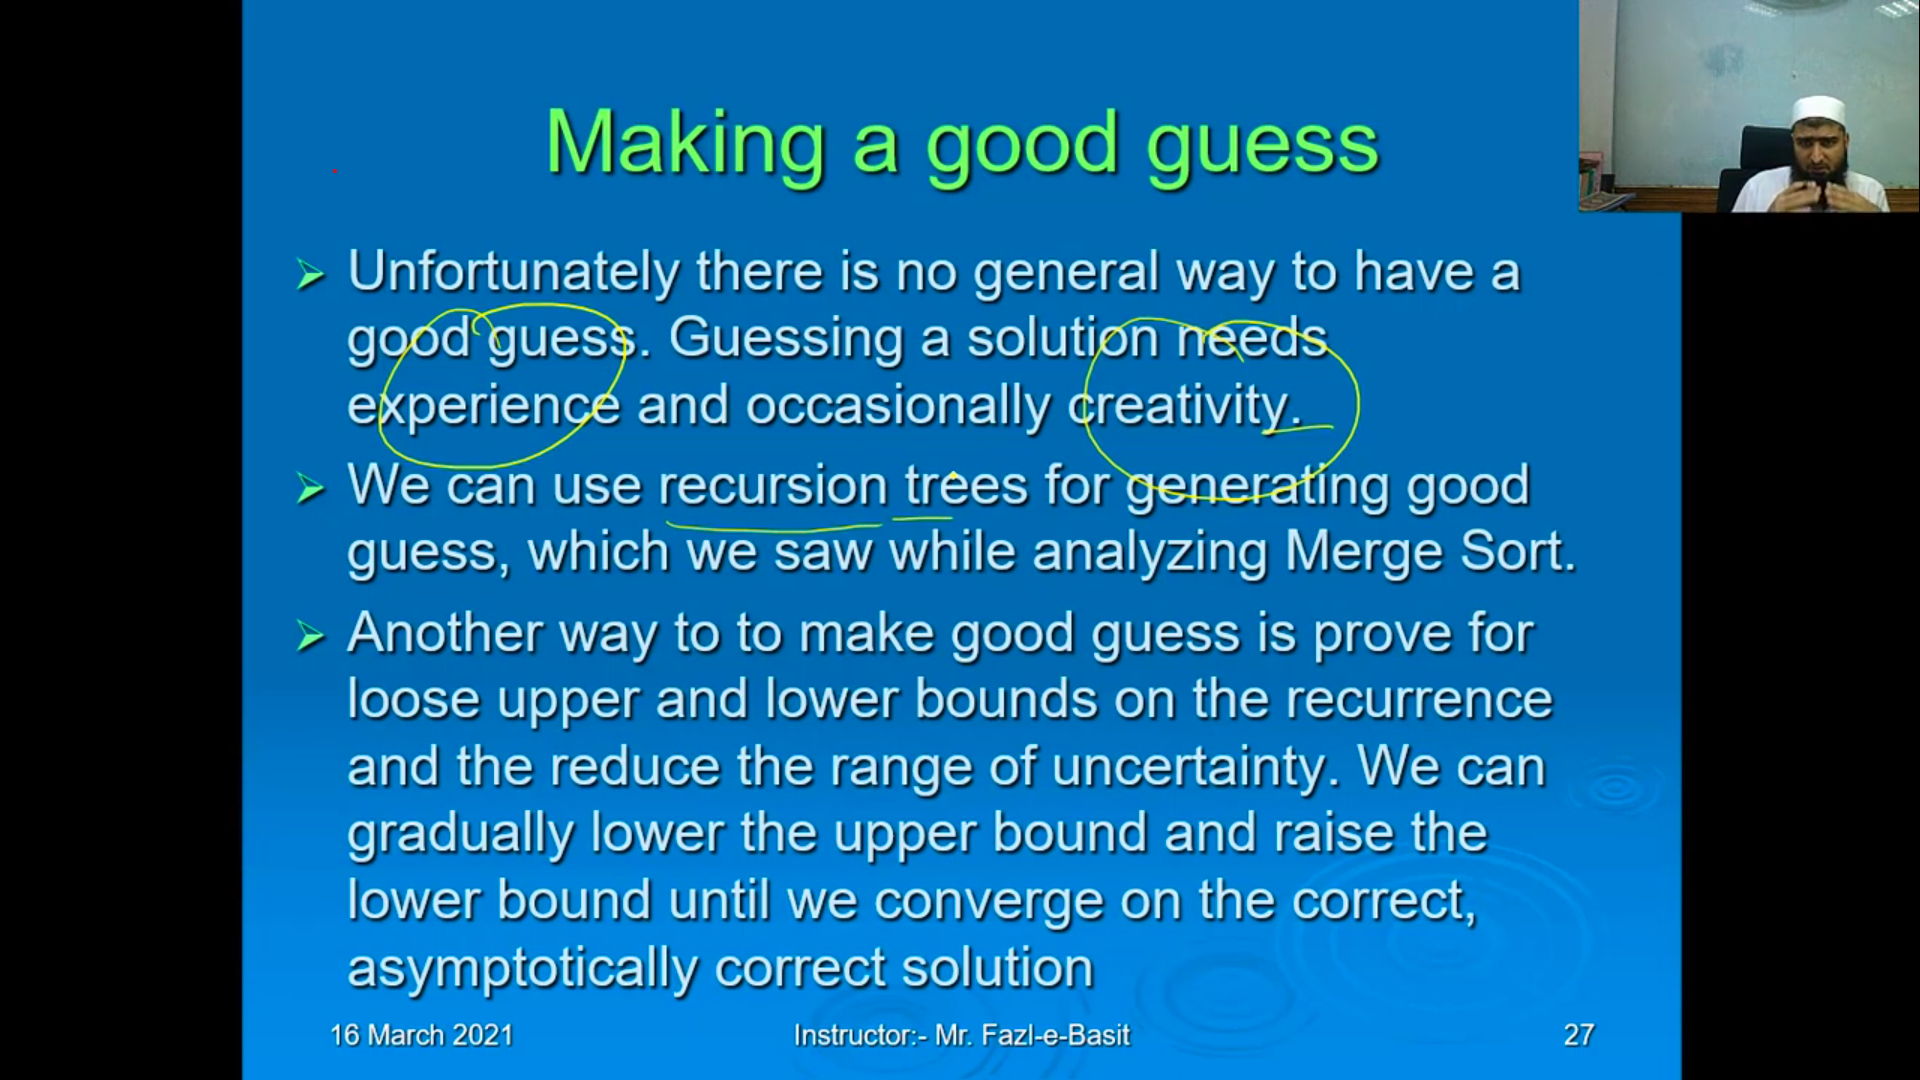 Making a good guess
Unfortunately there is no general way to have a
good guess. Guessing a solution needs
experience and occasionally creativity.
We can use recursion trees for generating good
guess, which we saw while analyzing Merge Sort.
Another way to to make good guess is prove for
loose upper and lower bounds on the recurrence
and the reduce the range of uncertainty. We can
gradually lower the upper bound and raise the
lower bound until we converge on the correct,
asymptotically correct solution
16 March 2021
Instructor:- Mr. Fazl-e-Basit
27